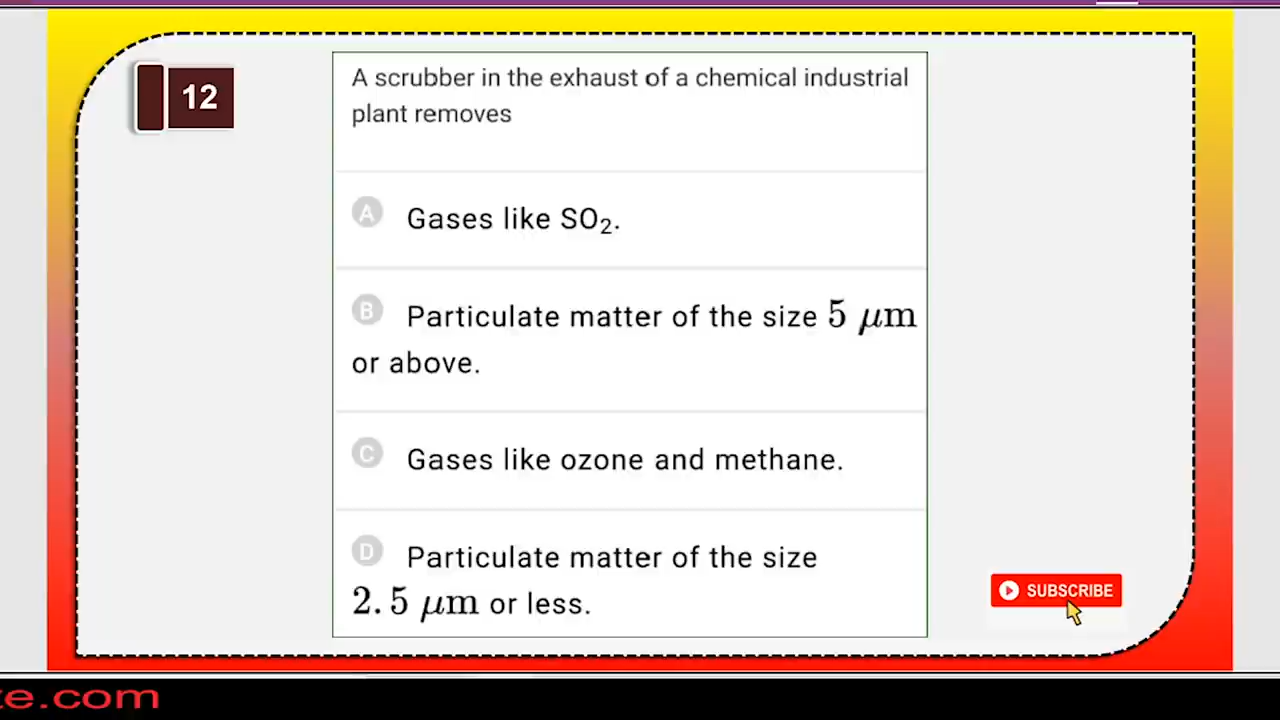 12
A scrubber in the exhaust of a chemical industrial
plant removes
A Gases like SO₂.
B Particulate matter of the size 5 μm
or above.
C Gases like ozone and methane.
D Particulate matter of the size
2.5 μm or less.
SUBSCRIBE
te.com